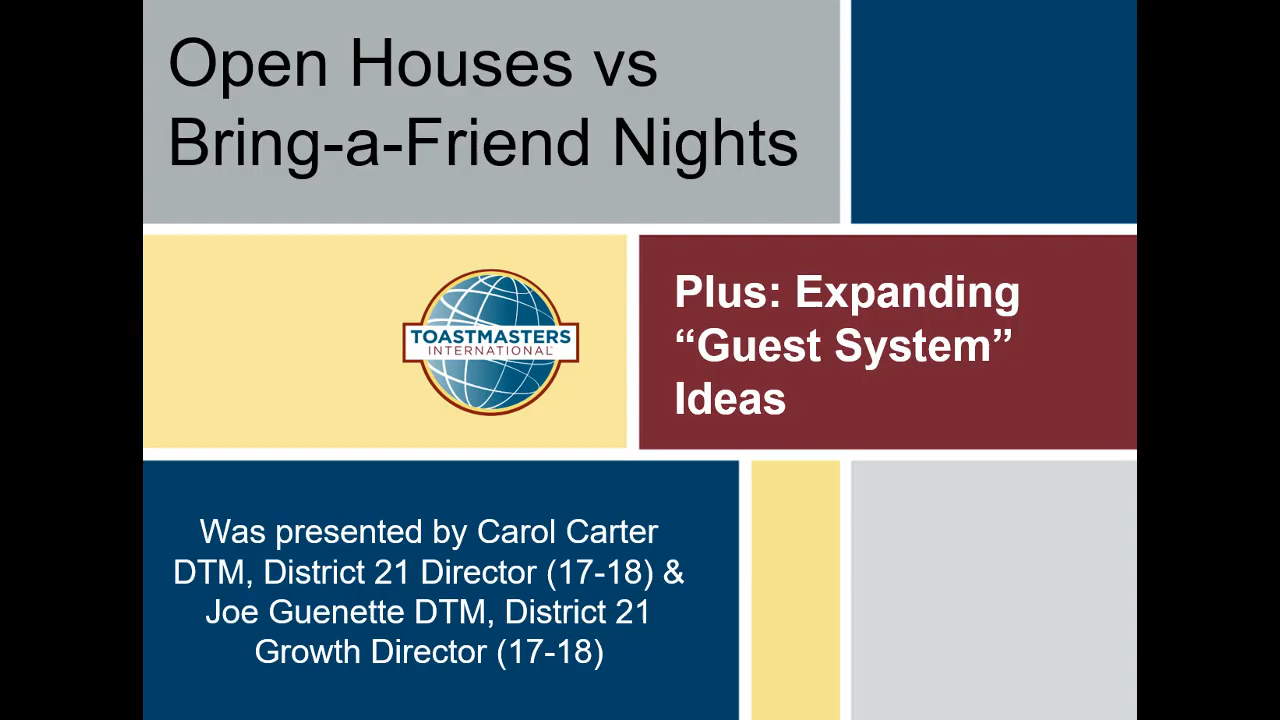 Open Houses vs
Bring-a-Friend Nights
TOASTMASTERS
INTERNATIONAL
Plus: Expanding
“Guest System”
Ideas
Was presented by Carol Carter
DTM, District 21 Director (17-18) &
Joe Guenette DTM, District 21
Growth Director (17-18)